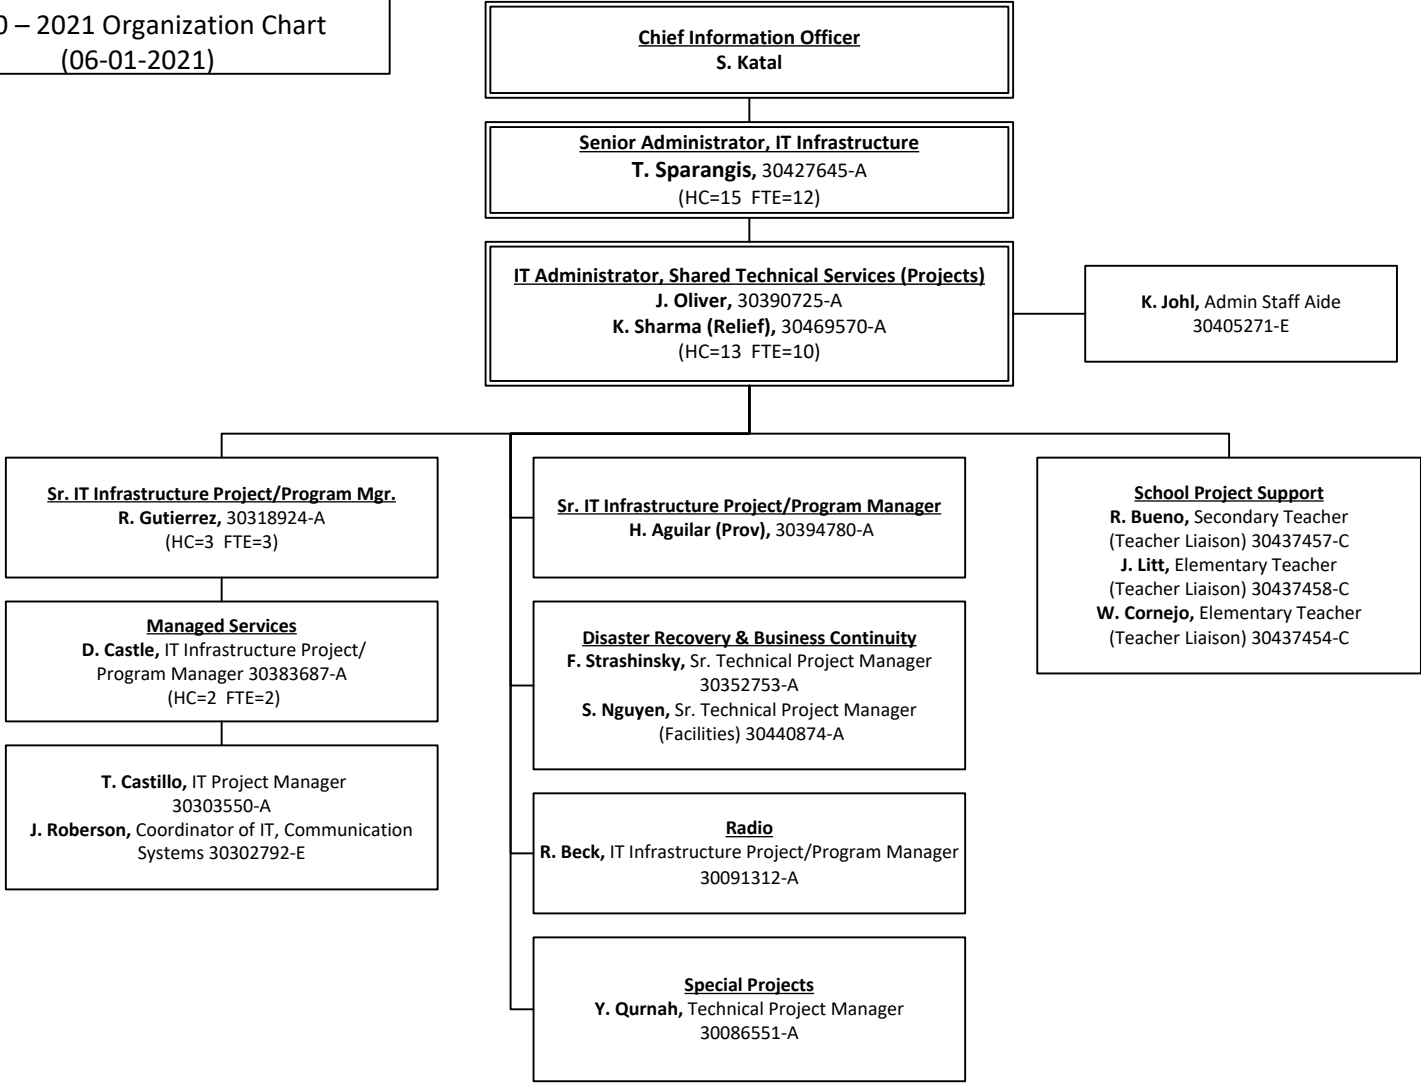 – 2021 Organization Chart
(06-01-2021)
Chief Information Officer
S. Katal
Senior Administrator, IT Infrastructure
T. Sparangis, 30427645-A
(HC=15 FTE=12)
IT Administrator, Shared Technical Services (Projects)
J. Oliver, 30390725-A
K. Sharma (Relief), 30469570-A
(HC=13 FTE=10)
K. Johl, Admin Staff Aide
30405271-E
Sr. IT Infrastructure Project/Program Mgr.
R. Gutierrez, 30318924-A
(HC=3 FTE=3)
Managed Services
D. Castle, IT Infrastructure Project/
Program Manager 30383687-A
(HC=2 FTE=2)
T. Castillo, IT Project Manager
30303550-A
J. Roberson, Coordinator of IT, Communication
Systems 30302792-E
Sr. IT Infrastructure Project/Program Manager
H. Aguilar (Prov), 30394780-A
Disaster Recovery & Business Continuity
F. Strashinsky, Sr. Technical Project Manager
30352753-A
S. Nguyen, Sr. Technical Project Manager
(Facilities) 30440874-A
Radio
R. Beck, IT Infrastructure Project/Program Manager
30091312-A
Special Projects
Y. Qurnah, Technical Project Manager
30086551-A
School Project Support
R. Bueno, Secondary Teacher
(Teacher Liaison) 30437457-C
J. Litt, Elementary Teacher
(Teacher Liaison) 30437458-C
W. Cornejo, Elementary Teacher
(Teacher Liaison) 30437454-C